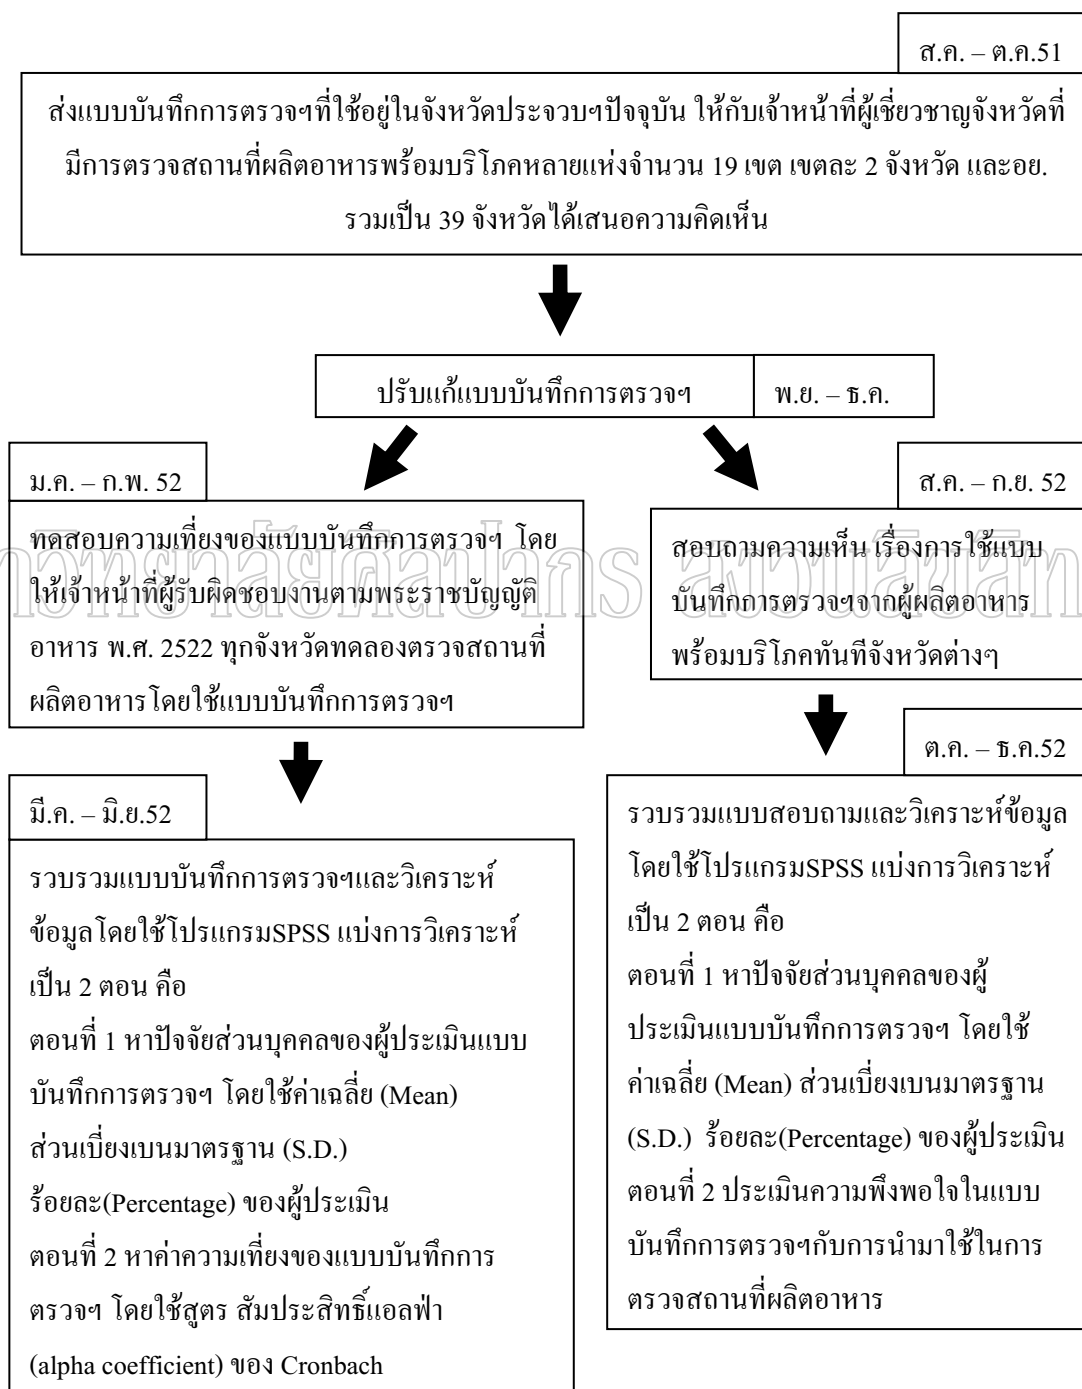 ส.ค. – ต.ค.51
ส่งแบบบันทึกการตรวจฯที่ใช้อยู่ในจังหวัดประจวบฯปัจจุบัน ให้กับเจ้าหน้าที่ผู้เชี่ยวชาญจังหวัดที่
มีการตรวจสถานที่ผลิตอาหารพร้อมบริโภคหลายแห่งจำนวน 19 เขต เขตละ 2 จังหวัด และอย.
รวมเป็น 39 จังหวัดได้เสนอความคิดเห็น
ปรับแก้แบบบันทึกการตรวจฯ
พ.ย. – ธ.ค.
ม.ค. – ก.พ. 52
ทดสอบความเที่ยงของแบบบันทึกการตรวจฯ โดย
ให้เจ้าหน้าที่ผู้รับผิดชอบงานตามพระราชบัญญัติ
อาหาร พ.ศ. 2522 ทุกจังหวัดทดลองตรวจสถานที่
ผลิตอาหารโดยใช้แบบบันทึกการตรวจฯ
มี.ค. – มิ.ย.52
รวบรวมแบบบันทึกการตรวจฯและวิเคราะห์
ข้อมูลโดยใช้โปรแกรมSPSS แบ่งการวิเคราะห์
เป็น 2 ตอน คือ
ตอนที่ 1 หาปัจจัยส่วนบุคคลของผู้ประเมินแบบ
บันทึกการตรวจฯ โดยใช้ค่าเฉลี่ย (Mean)
ส่วนเบี่ยงเบนมาตรฐาน (S.D.)
ร้อยละ(Percentage) ของผู้ประเมิน
ตอนที่ 2 หาค่าความเที่ยงของแบบบันทึกการ
ตรวจฯ โดยใช้สูตร สัมประสิทธิ์แอลฟ่า
(alpha coefficient) ของ Cronbach
ส.ค. – ก.ย. 52
สอบถามความเห็น เรื่องการใช้แบบ
บันทึกการตรวจฯจากผู้ผลิตอาหาร
พร้อมบริโภคทันทีจังหวัดต่างๆ
ต.ค. – ธ.ค.52
รวบรวมแบบสอบถามและวิเคราะห์ข้อมูล
โดยใช้โปรแกรมSPSS แบ่งการวิเคราะห์
เป็น 2 ตอน คือ
ตอนที่ 1 หาปัจจัยส่วนบุคคลของผู้
ประเมินแบบบันทึกการตรวจฯ โดยใช้
ค่าเฉลี่ย (Mean) ส่วนเบี่ยงเบนมาตรฐาน
(S.D.) ร้อยละ(Percentage) ของผู้ประเมิน
ตอนที่ 2 ประเมินความพึงพอใจในแบบ
บันทึกการตรวจฯกับการนำมาใช้ในการ
ตรวจสถานที่ผลิตอาหาร